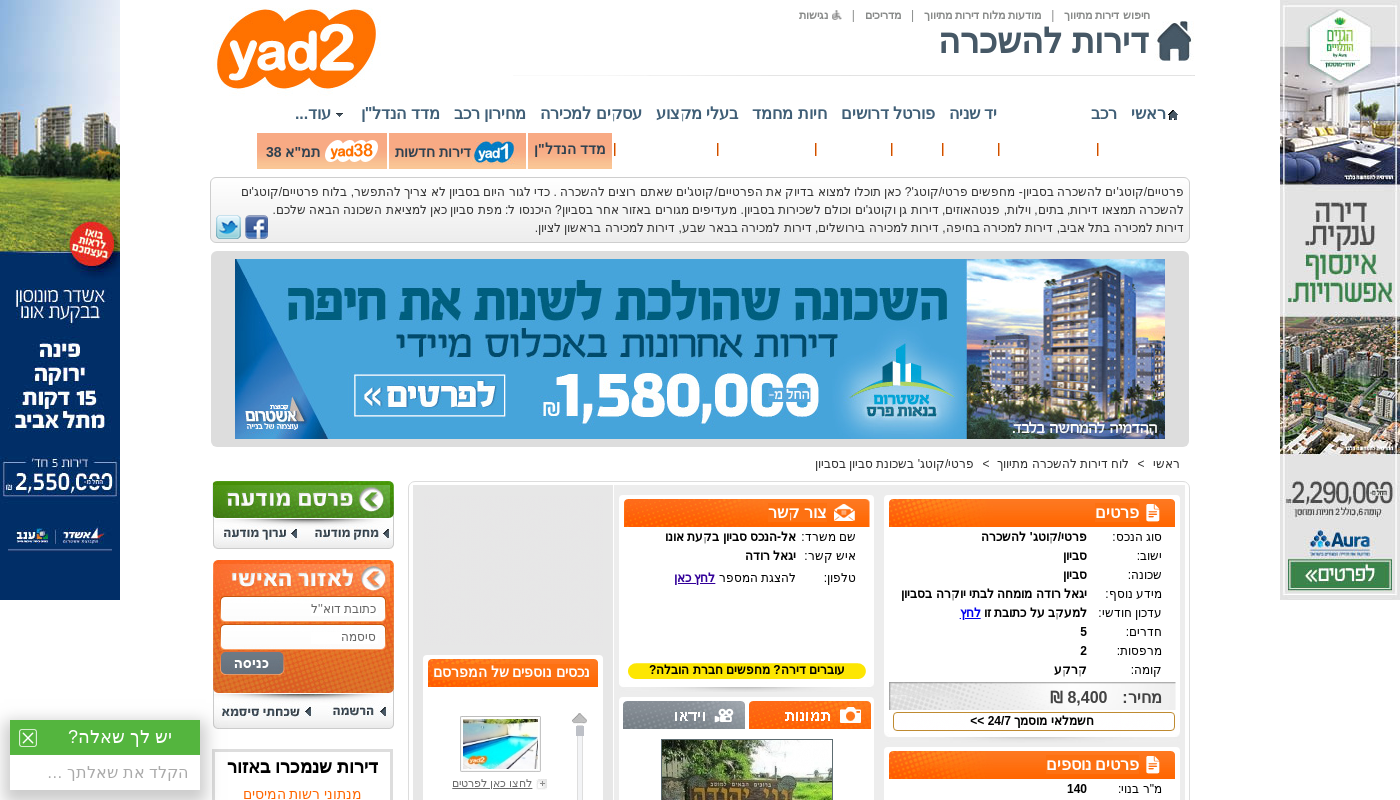 חיפוש דירות מתיווך | מודעות מלוח דירות מתיווך | מדריכים | נגישות
דירות להשכרה
yad2
ראשי רכב יד שניה פורטל דרושים חיות מחמד בעלי מקצוע עסקים למכירה מחירון רכב מדד הנדל"ן עוד...
| | | | | | | מדד הנדל"ן דירות חדשות yad1 תמ"א 38 yad38
פרטיים/קוטג'ים להשכרה בסביון- מחפשים פרטי/קוטג'? כאן תוכלו למצוא בדיוק את הפרטיים/קוטג'ים שאתם רוצים להשכרה . כדי לגור היום בסביון לא צריך להתפשר, בלוח פרטיים/קוטג'ים
להשכרה תמצאו דירות, בתים, וילות, פנטהאוזים, דירות גן וקוטג'ים וכולם לשכירות בסביון. מעדיפים מגורים באזור אחר בסביון? היכנסו ל: מפת סביון כאן למציאת השכונה הבאה שלכם.
דירות למכירה בתל אביב, דירות למכירה בחיפה, דירות למכירה בירושלים, דירות למכירה בבאר שבע, דירות למכירה בראשון לציון.
השכונה שהולכת לשנות את חיפה
דירות אחרונות באכלוס מיידי
החל מ- 1,580,000 ₪
לפרטים »
אשטרום
בנאות פרס
קבוצת
אשטרום
עוצמה של בנייה
ההדמיה להמחשה בלבד.
ראשי > לוח דירות להשכרה מתיווך > פרטי/קוטג' בשכונת סביון בסביון
פרטים
סוג הנכס: פרטי/קוטג' להשכרה
ישוב: סביון
שכונה: סביון
מידע נוסף: יגאל רודה מומחה לבתי יוקרה בסביון
עדכון חודשי: למעקב על כתובת זו לחץ
חדרים: 5
מרפסות: 2
קומה: קרקע
מחיר: 8,400 ₪
חשמלאי מוסמך 24/7 >>
פרטים נוספים
מ"ר בנוי: 140
צור קשר
שם משרד: אל-הנכס סביון בקעת אונו
איש קשר: יגאל רודה
טלפון: להצגת המספר לחץ כאן
עוברים דירה? מחפשים חברת הובלה?
תמונות
וידאו
נכסים נוספים של המפרסם
yad2
לחצו כאן לפרטים
פרסם מודעה
מחק מודעה ערוך מודעה
לאזור האישי
כתובת דוא"ל
סיסמה
כניסה
הרשמה שכחתי סיסמא
דירות שנמכרו באזור
מנתוני רשות המיסים
יש לך שאלה?
הקלד את שאלתך ...
בואו
לראות
בעצמכם
אשדר מונוסון
בבקעת אונו
פינה
ירוקה
15 דקות
מתל אביב
דירות 5 חד'
החל מ- 2,550,000 ₪
אשדר ענב
הגנים
התלויים
by Aura
יהוד-מונוסון
ההדמיה להמחשה בלבד
דירה
ענקית.
אינסוף
אפשרויות.
2,290,000 ₪
קומה 6, כולל 2 חניות ומחסן
Aura
לפרטים»